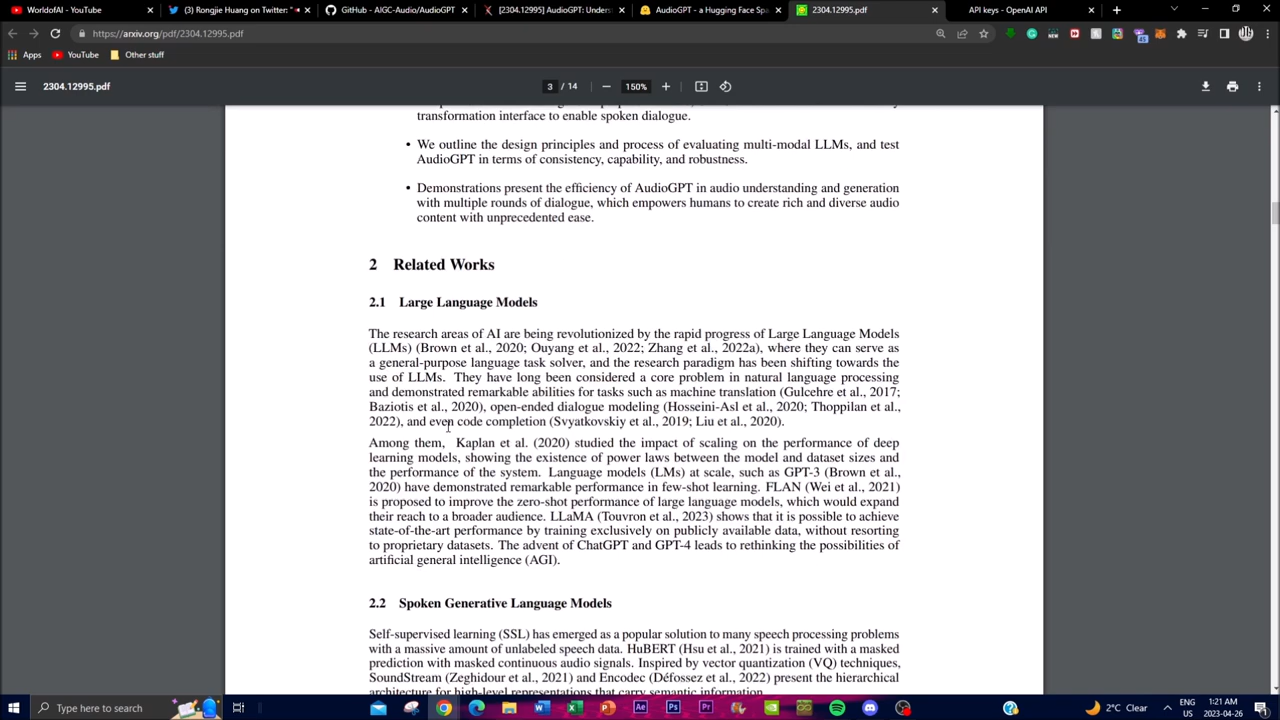 WorldofAI - YouTube
Rongjie Huang on Twitter: "
GitHub - AIGC-Audio/AudioGPT
[2304.12995] AudioGPT: Unders
AudioGPT - a Hugging Face Spa
2304.12995.pdf
API keys - OpenAI API
https://arxiv.org/pdf/2304.12995.pdf
Apps
YouTube
Other stuff
2304.12995.pdf
3 / 14
150%
transformation interface to enable spoken dialogue.
• We outline the design principles and process of evaluating multi-modal LLMs, and test
AudioGPT in terms of consistency, capability, and robustness.
• Demonstrations present the efficiency of AudioGPT in audio understanding and generation
with multiple rounds of dialogue, which empowers humans to create rich and diverse audio
content with unprecedented ease.
2 Related Works
2.1 Large Language Models
The research areas of AI are being revolutionized by the rapid progress of Large Language Models
(LLMs) (Brown et al., 2020; Ouyang et al., 2022; Zhang et al., 2022a), where they can serve as
a general-purpose language task solver, and the research paradigm has been shifting towards the
use of LLMs. They have long been considered a core problem in natural language processing
and demonstrated remarkable abilities for tasks such as machine translation (Gulcehre et al., 2017;
Baziotis et al., 2020), open-ended dialogue modeling (Hosseini-Asl et al., 2020; Thoppilan et al.,
2022), and even code completion (Svyatkovskiy et al., 2019; Liu et al., 2020).
Among them, Kaplan et al. (2020) studied the impact of scaling on the performance of deep
learning models, showing the existence of power laws between the model and dataset sizes and
the performance of the system. Language models (LMs) at scale, such as GPT-3 (Brown et al.,
2020) have demonstrated remarkable performance in few-shot learning. FLAN (Wei et al., 2021)
is proposed to improve the zero-shot performance of large language models, which would expand
their reach to a broader audience. LLaMA (Touvron et al., 2023) shows that it is possible to achieve
state-of-the-art performance by training exclusively on publicly available data, without resorting
to proprietary datasets. The advent of ChatGPT and GPT-4 leads to rethinking the possibilities of
artificial general intelligence (AGI).
2.2 Spoken Generative Language Models
Self-supervised learning (SSL) has emerged as a popular solution to many speech processing problems
with a massive amount of unlabeled speech data. HuBERT (Hsu et al., 2021) is trained with a masked
prediction with masked continuous audio signals. Inspired by vector quantization (VQ) techniques,
SoundStream (Zeghidour et al., 2021) and Encodec (Défossez et al., 2022) present the hierarchical
architecture for high-level representations that carry semantic information.
Type here to search
2°C Clear
ENG
US
1:21 AM
2023-04-26